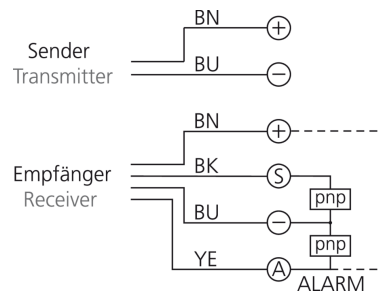 BN
+
Sender
Transmitter
BU
−
BN
+
Empfänger
Receiver
BK
S
pnp
BU
−
pnp
YE
A
ALARM